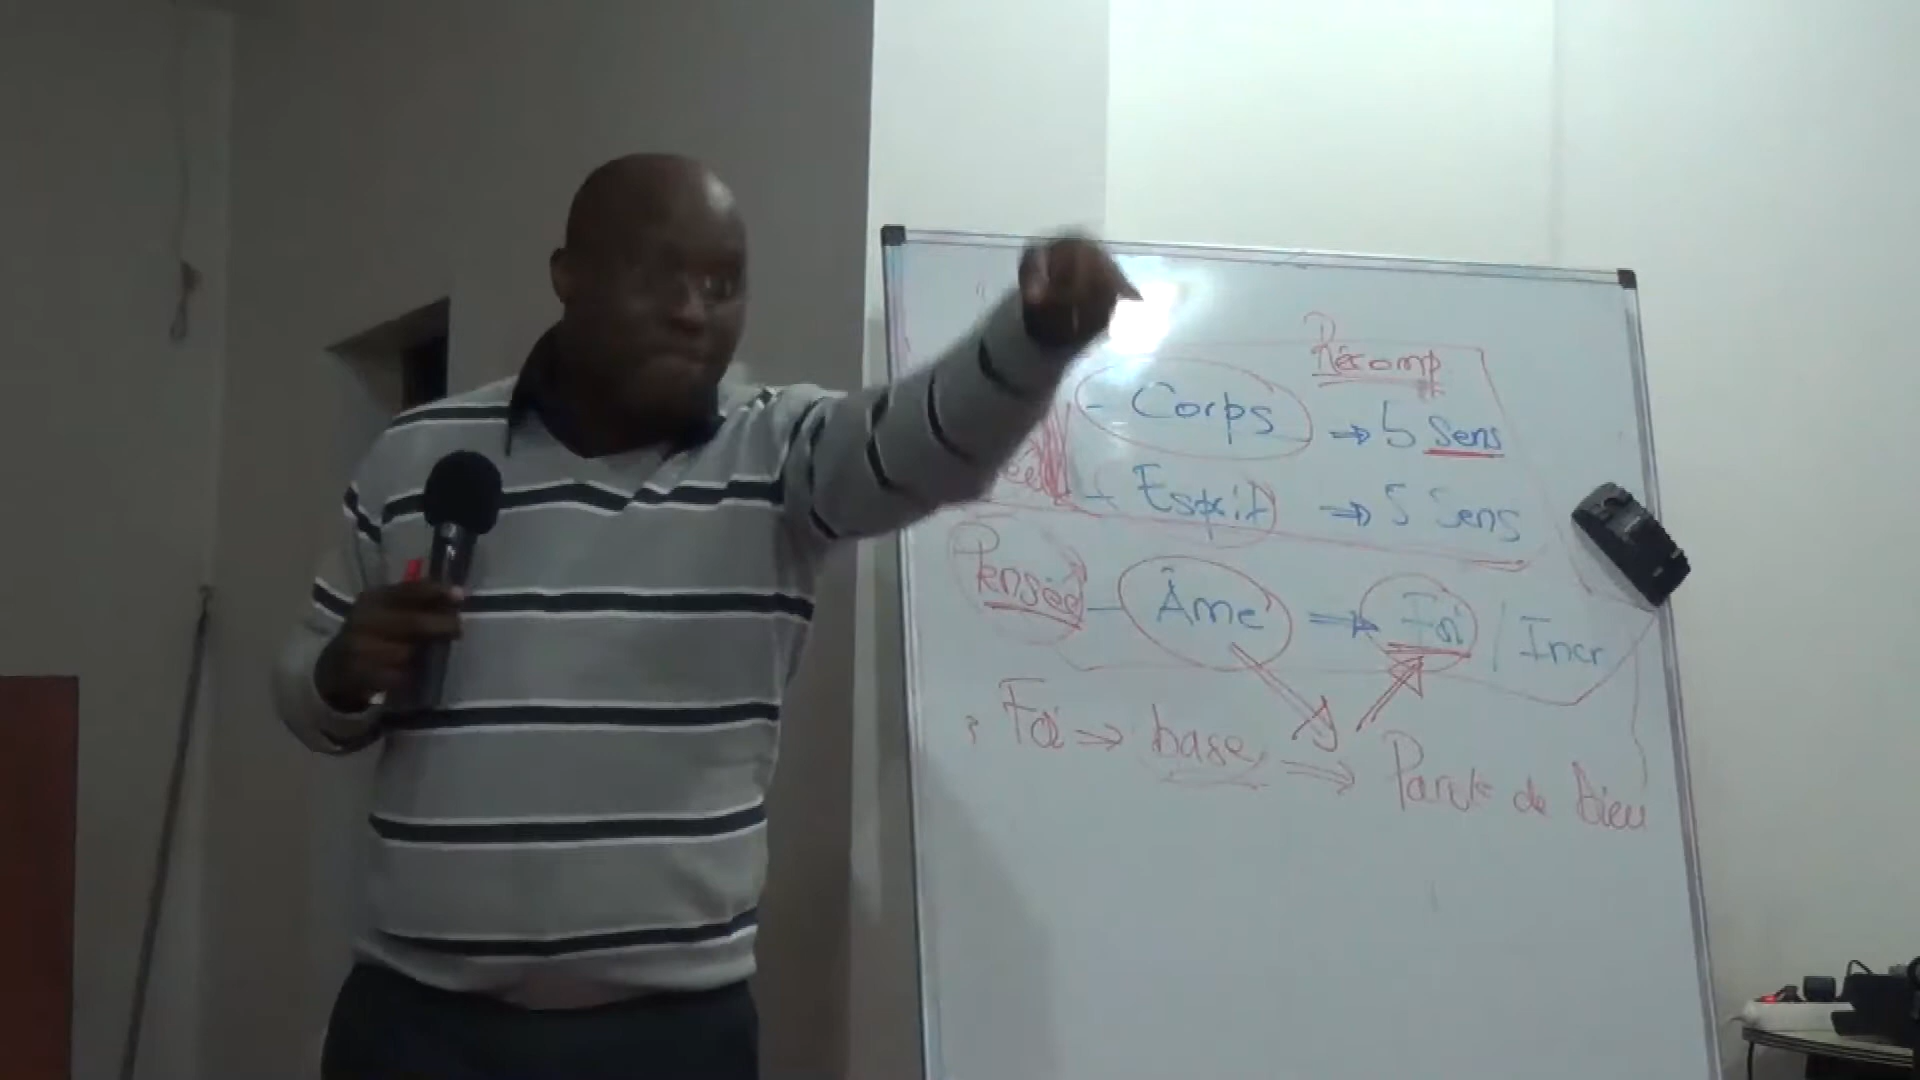 Récomp
- Corps => 5 Sens
- Esprit => 5 Sens
Pensée - Âme => Foi / Incr
Foi => base => Parole de Dieu